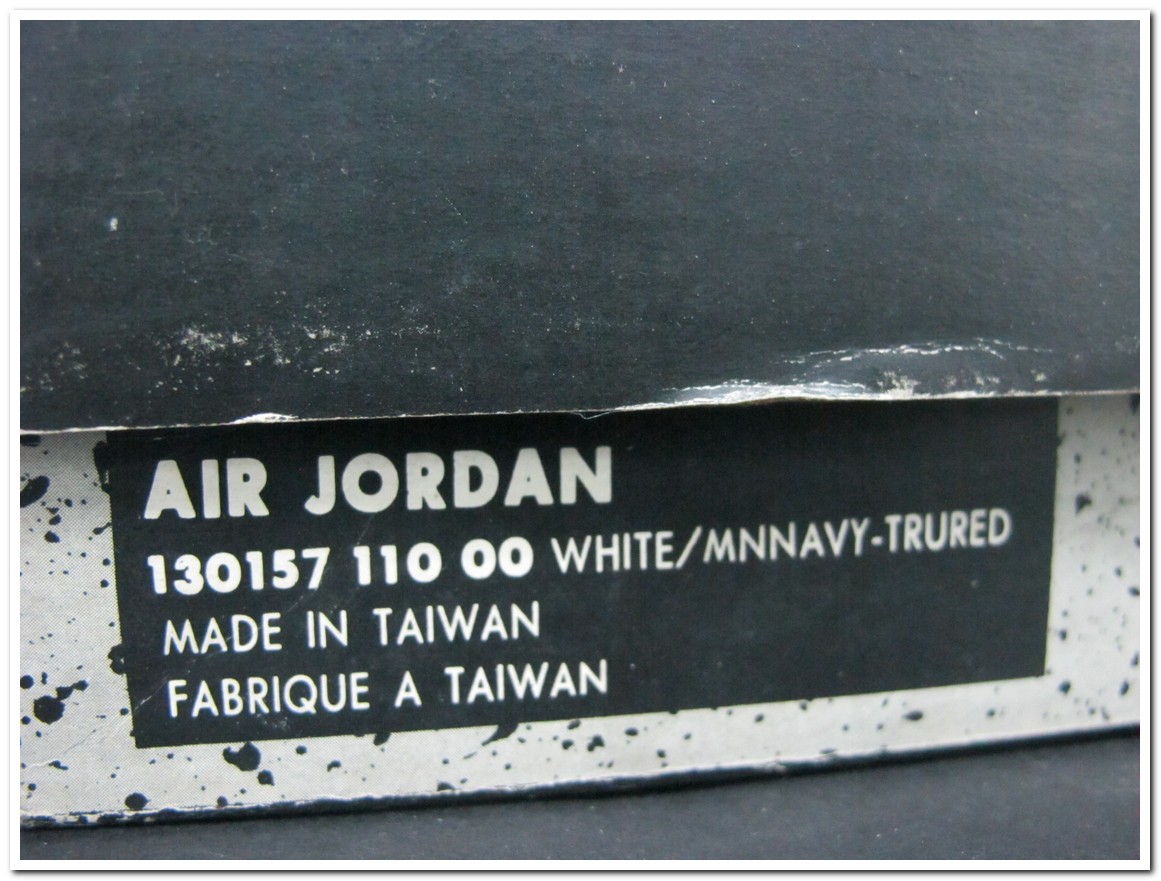 AIR JORDAN
130157 110 00 WHITE/MNNAVY-TRURED
MADE IN TAIWAN
FABRIQUE A TAIWAN